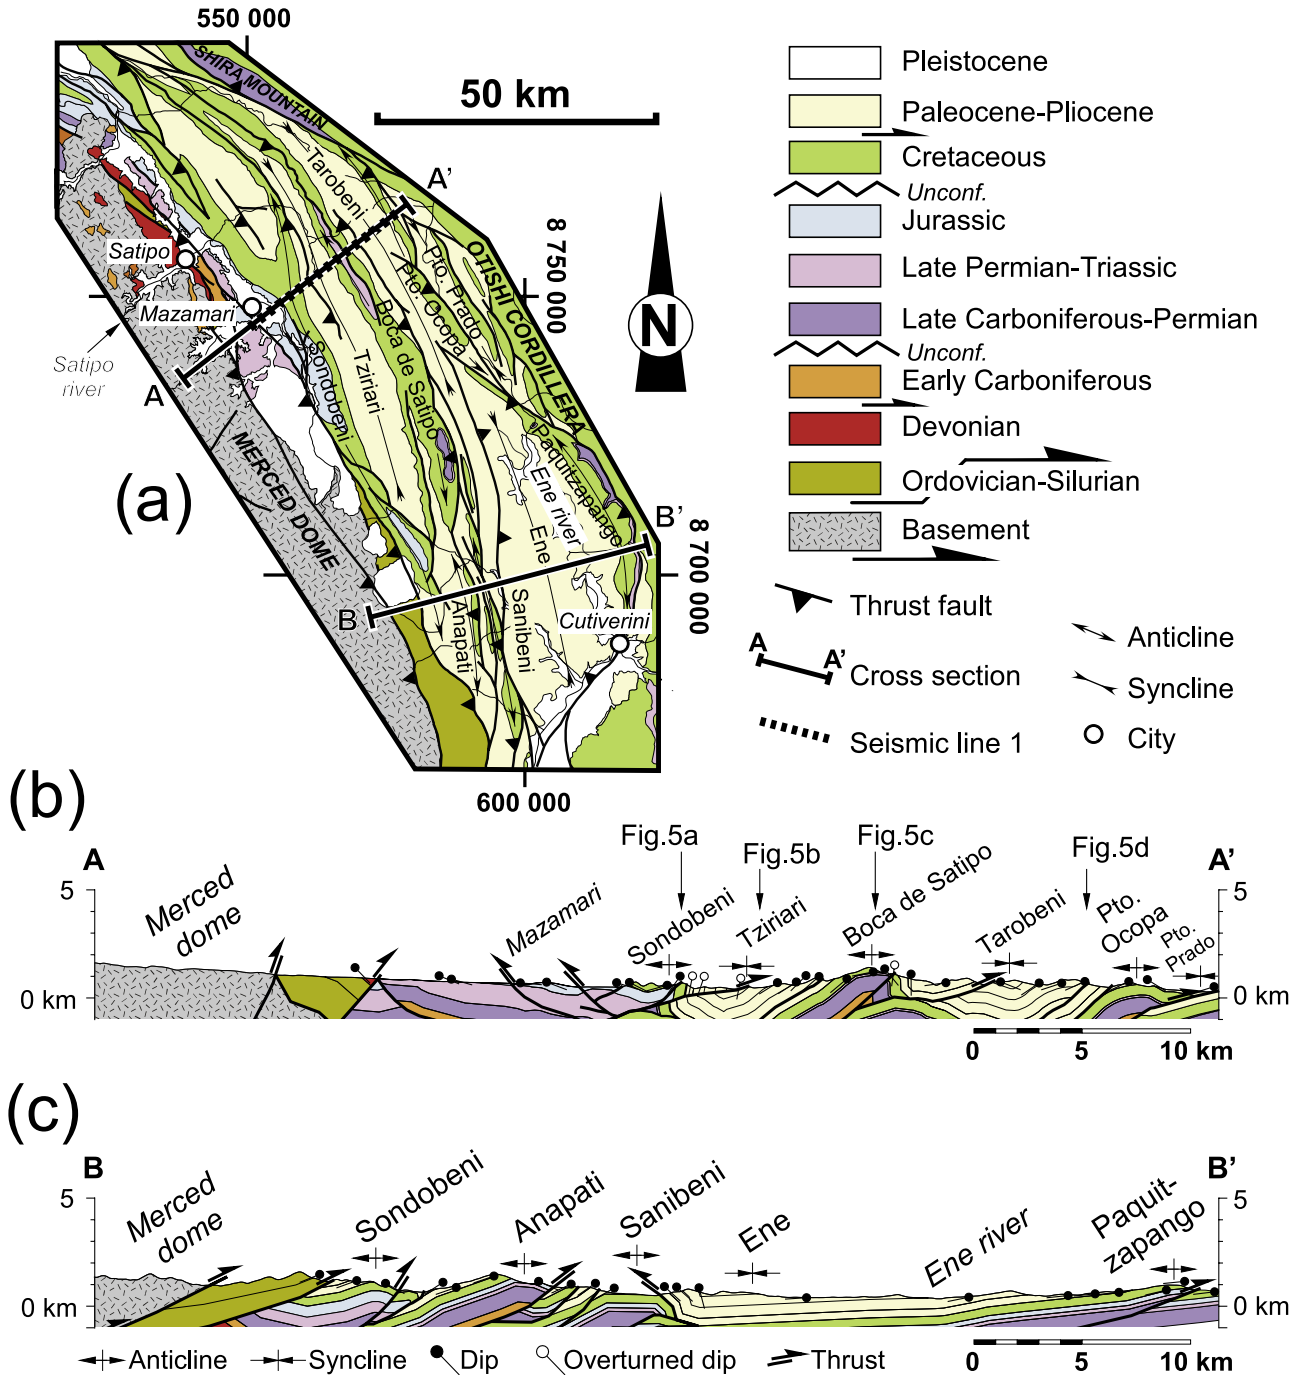 550 000
50 km
SHIRA MOUNTAIN
Tarobeni
A'
Pto. Prado
Pto. Ocopa
OTISHI CORDILLERA
8 750 000
Satipo
Mazamari
Satipo
river
A
Sondobeni
Tziriari
Boca de Satipo
N
(a)
MERCED DOME
Paquitzapango
Ene river
Ene
B'
8 700 000
B
Anapati
Sanibeni
Cutiverini
600 000
Pleistocene
Paleocene-Pliocene
Cretaceous
Unconf.
Jurassic
Late Permian-Triassic
Late Carboniferous-Permian
Unconf.
Early Carboniferous
Devonian
Ordovician-Silurian
Basement
Thrust fault
A A'
Cross section
Seismic line 1
Anticline
Syncline
City
(b)
A
Fig.5a
Fig.5b
Fig.5c
Fig.5d
A'
5
0 km
Merced
dome
Mazamari
Sondobeni
Tziriari
Boca de Satipo
Tarobeni
Pto.
Ocopa
Pto.
Prado
5
0 km
0 5 10 km
(c)
B
B'
5
0 km
Merced
dome
Sondobeni
Anapati
Sanibeni
Ene
Ene river
Paquit-
zapango
5
0 km
Anticline
Syncline
Dip
Overturned dip
Thrust
0 5 10 km